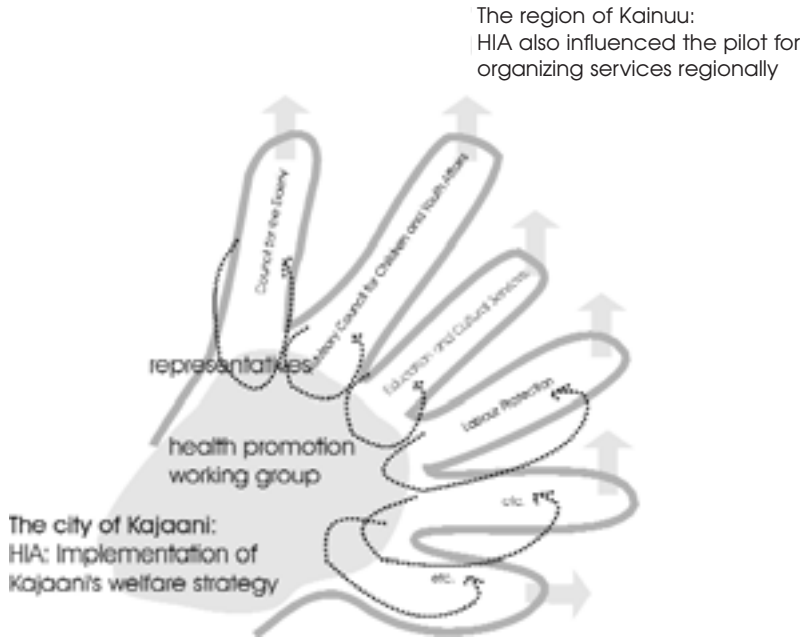 The region of Kainuu:
HIA also influenced the pilot for
organizing services regionally
Council for the Elderly
Council for Children and Youth Affairs
Education and Cultural Services
Labour Protection
etc.
etc.
representatives
health promotion
working group
The city of Kajaani:
HIA: Implementation of
Kajaani's welfare strategy